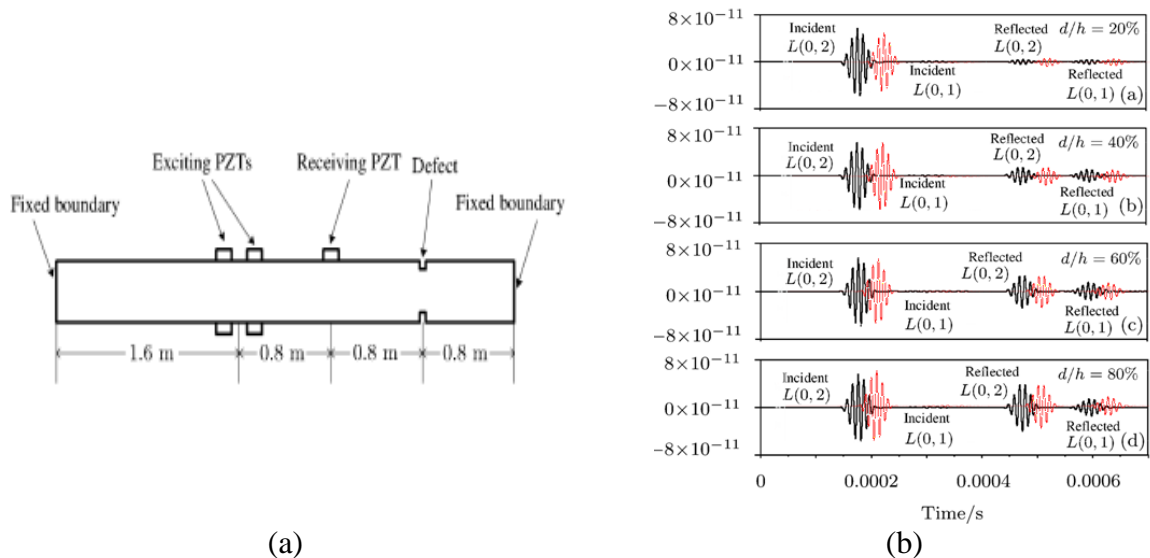 Exciting PZTs
Receiving PZT
Defect
Fixed boundary
Fixed boundary
1.6 m
0.8 m
0.8 m
0.8 m
(a)
8×10⁻¹¹
0×10⁻¹¹
−8×10⁻¹¹
Incident
L(0, 2)
Incident
L(0, 1)
Reflected
L(0, 2)
d/h = 20%
Reflected
L(0, 1) (a)
8×10⁻¹¹
0×10⁻¹¹
−8×10⁻¹¹
Incident
L(0, 2)
Incident
L(0, 1)
Reflected
L(0, 2)
d/h = 40%
Reflected
L(0, 1) (b)
8×10⁻¹¹
0×10⁻¹¹
−8×10⁻¹¹
Incident
L(0, 2)
Incident
L(0, 1)
Reflected
L(0, 2)
d/h = 60%
Reflected
L(0, 1) (c)
8×10⁻¹¹
0×10⁻¹¹
−8×10⁻¹¹
Incident
L(0, 2)
Incident
L(0, 1)
Reflected
L(0, 2)
d/h = 80%
Reflected
L(0, 1) (d)
0 0.0002 0.0004 0.0006
Time/s
(b)